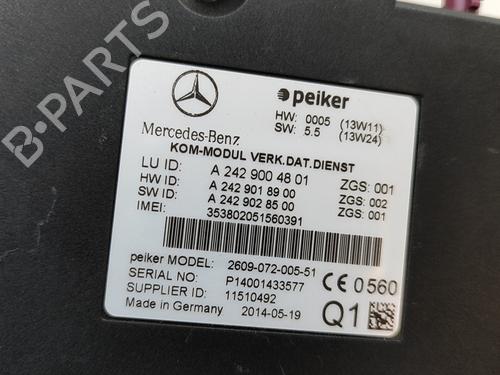 B-PARTS
peiker
HW: 0005 (13W11)
SW: 5.5 (13W24)
Mercedes-Benz
KOM-MODUL VERK.DAT.DIENST
LU ID: A 242 900 48 01 ZGS: 001
HW ID: A 242 901 89 00 ZGS: 002
SW ID: A 242 902 85 00 ZGS: 001
IMEI: 353802051560391
peiker MODEL: 2609-072-005-51
SERIAL NO: P14001433577
SUPPLIER ID: 11510492
Made in Germany 2014-05-19
CE 0560
Q1